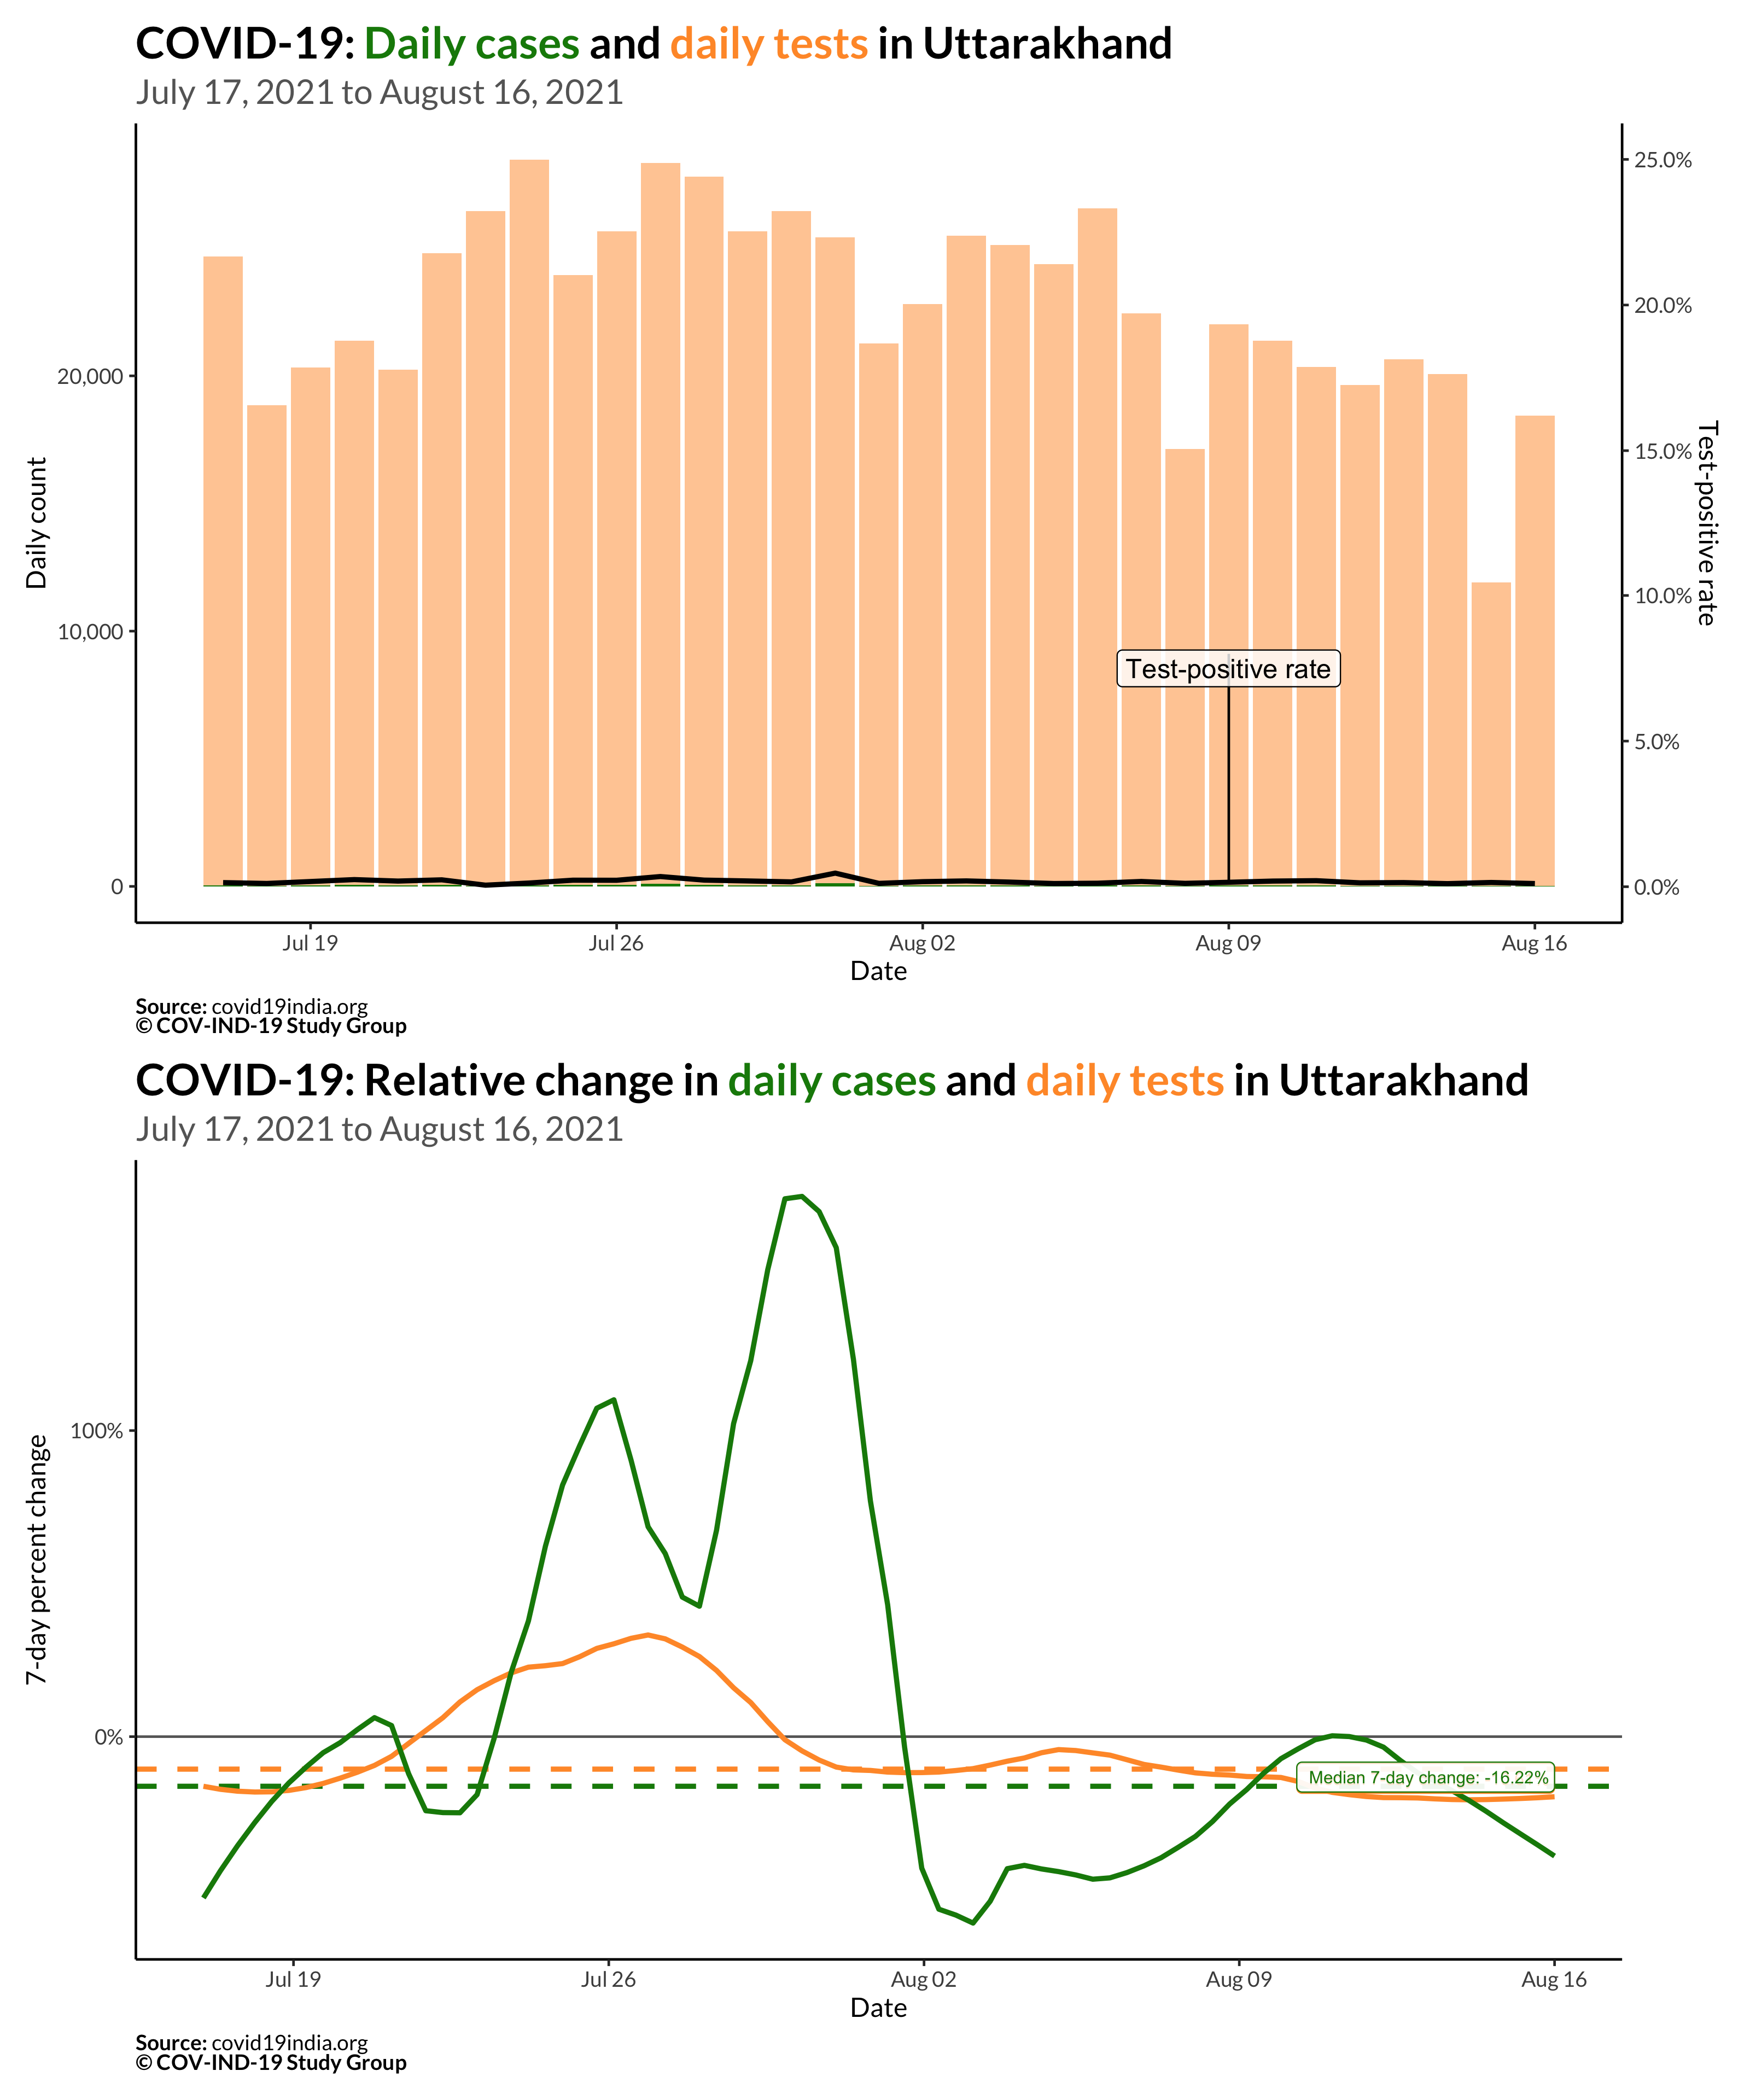 COVID-19: Daily cases and daily tests in Uttarakhand
July 17, 2021 to August 16, 2021
Daily count
20,000
10,000
0
25.0%
20.0%
15.0%
10.0%
5.0%
0.0%
Test-positive rate
Test-positive rate
Jul 19
Jul 26
Aug 02
Aug 09
Aug 16
Date
Source: covid19india.org
© COV-IND-19 Study Group
COVID-19: Relative change in daily cases and daily tests in Uttarakhand
July 17, 2021 to August 16, 2021
7-day percent change
100%
0%
Median 7-day change: -16.22%
Jul 19
Jul 26
Aug 02
Aug 09
Aug 16
Date
Source: covid19india.org
© COV-IND-19 Study Group